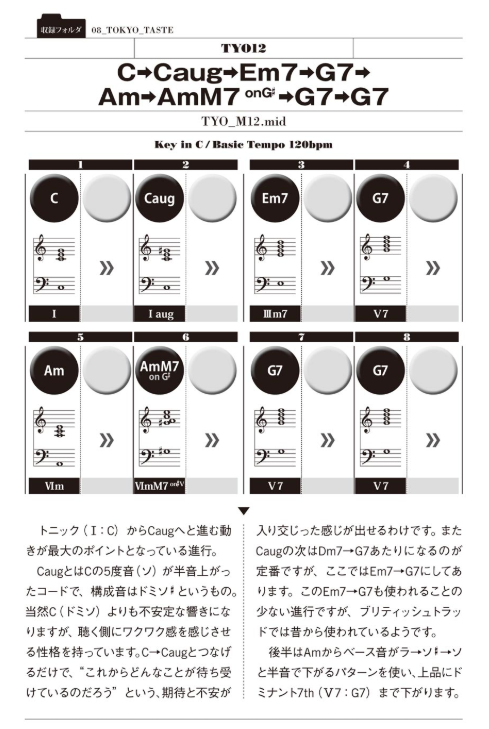 収録フォルダ 08_TOKYO_TASTE
TYO12
C➔Caug➔Em7➔G7➔
Am➔AmM7 onG♯➔G7➔G7
TYO_M12.mid
Key in C / Basic Tempo 120bpm
1 2 3 4
C Caug Em7 G7
» » » »
I I aug Ⅲm7 V7
5 6 7 8
Am AmM7 on G♯ G7 G7
» » » »
Ⅵm ⅥmM7 on♯V V7 V7
▼
トニック（I：C）からCaugへと進む動
きが最大のポイントとなっている進行。
CaugとはCの5度音（ソ）が半音上がっ
たコードで、構成音はドミソ♯というもの。
当然C（ドミソ）よりも不安定な響きにな
りますが、聴く側にワクワク感を感じさせ
る性格を持っています。C→Caugとつなげ
るだけで、“これからどんなことが待ち受
けているのだろう”という、期待と不安が
入り交じった感じが出せるわけです。また
Caugの次はDm7→G7あたりになるのが
定番ですが、ここではEm7→G7にしてあ
ります。このEm7→G7も使われることの
少ない進行ですが、ブリティッシュトラッ
ドでは昔から使われているようです。
後半はAmからベース音がラ→ソ♯→ソ
と半音で下がるパターンを使い、上品にド
ミナント7th（V7：G7）まで下がります。